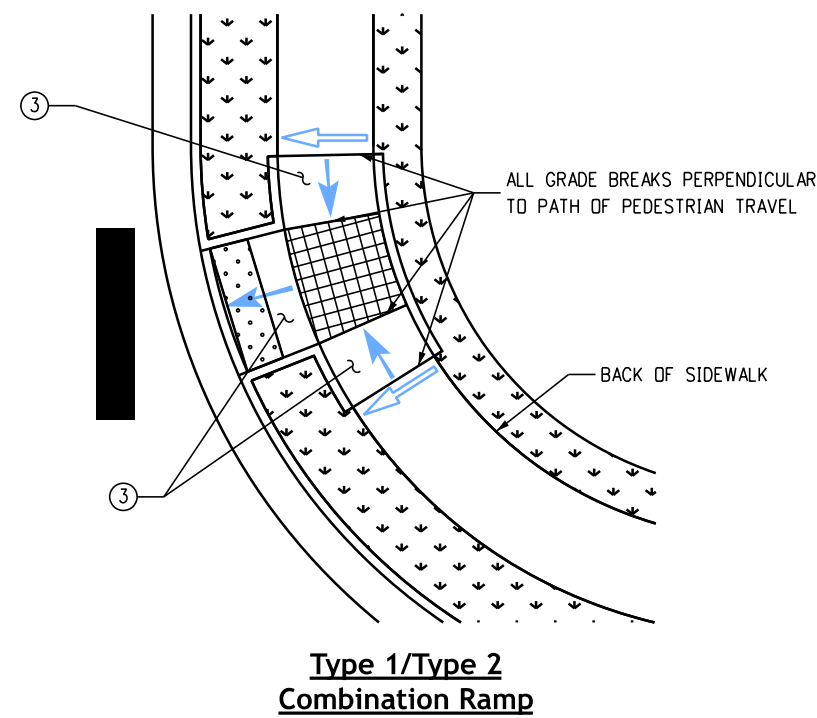 3
ALL GRADE BREAKS PERPENDICULAR
TO PATH OF PEDESTRIAN TRAVEL
BACK OF SIDEWALK
3
Type 1/Type 2
Combination Ramp